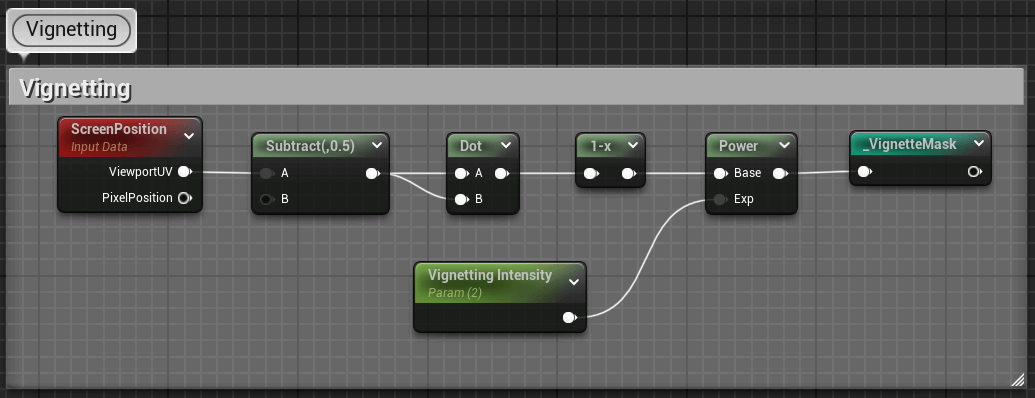 Vignetting
Vignetting
ScreenPosition
Input Data
ViewportUV
PixelPosition
Subtract(,0.5)
A
B
Dot
A
B
1-x
Power
Base
Exp
_VignetteMask
Vignetting Intensity
Param (2)